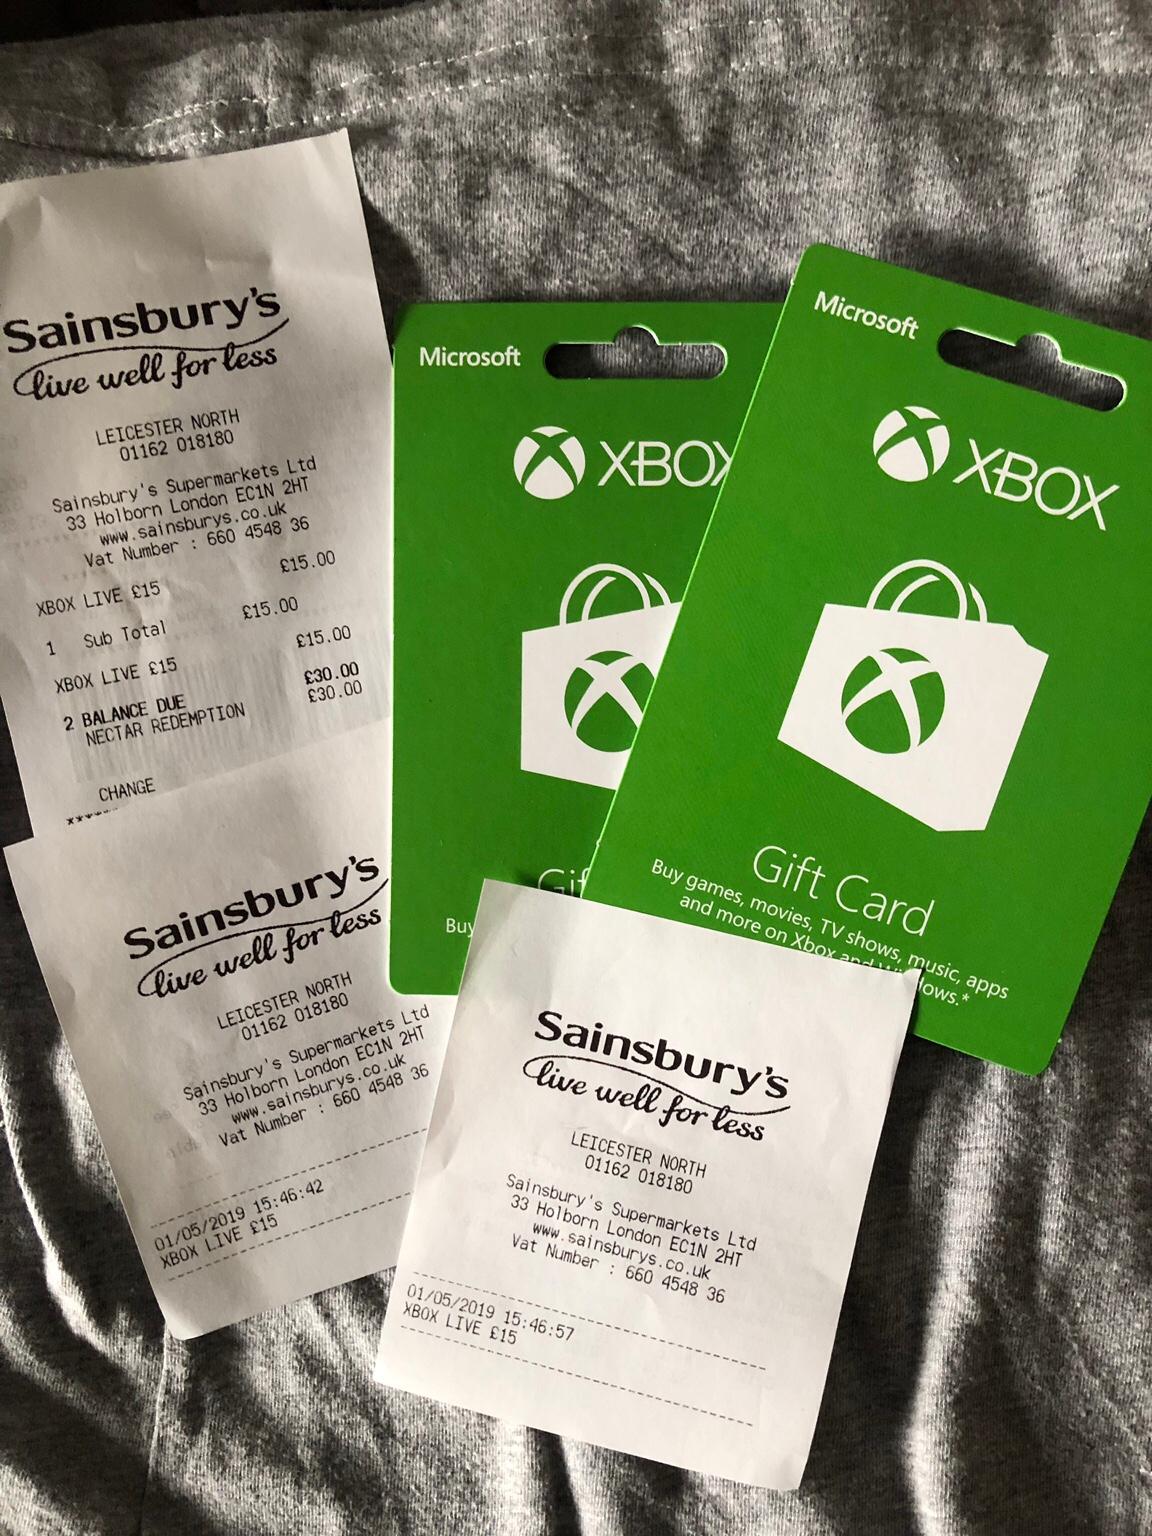 Sainsbury's
live well for less
LEICESTER NORTH
01162 018180
Sainsbury's Supermarkets Ltd
33 Holborn London EC1N 2HT
www.sainsburys.co.uk
Vat Number : 660 4548 36
XBOX LIVE £15 £15.00
1 Sub Total £15.00
XBOX LIVE £15 £15.00
2 BALANCE DUE £30.00
NECTAR REDEMPTION £30.00
CHANGE
******
Microsoft
XBOX
Gif
Buy
Microsoft
XBOX
Gift Card
Buy games, movies, TV shows, music, apps
and more on Xbox and Windows.*
Sainsbury's
live well for less
LEICESTER NORTH
01162 018180
Sainsbury's Supermarkets Ltd
33 Holborn London EC1N 2HT
www.sainsburys.co.uk
Vat Number : 660 4548 36
01/05/2019 15:46:42
XBOX LIVE £15
Sainsbury's
live well for less
LEICESTER NORTH
01162 018180
Sainsbury's Supermarkets Ltd
33 Holborn London EC1N 2HT
www.sainsburys.co.uk
Vat Number : 660 4548 36
01/05/2019 15:46:57
XBOX LIVE £15